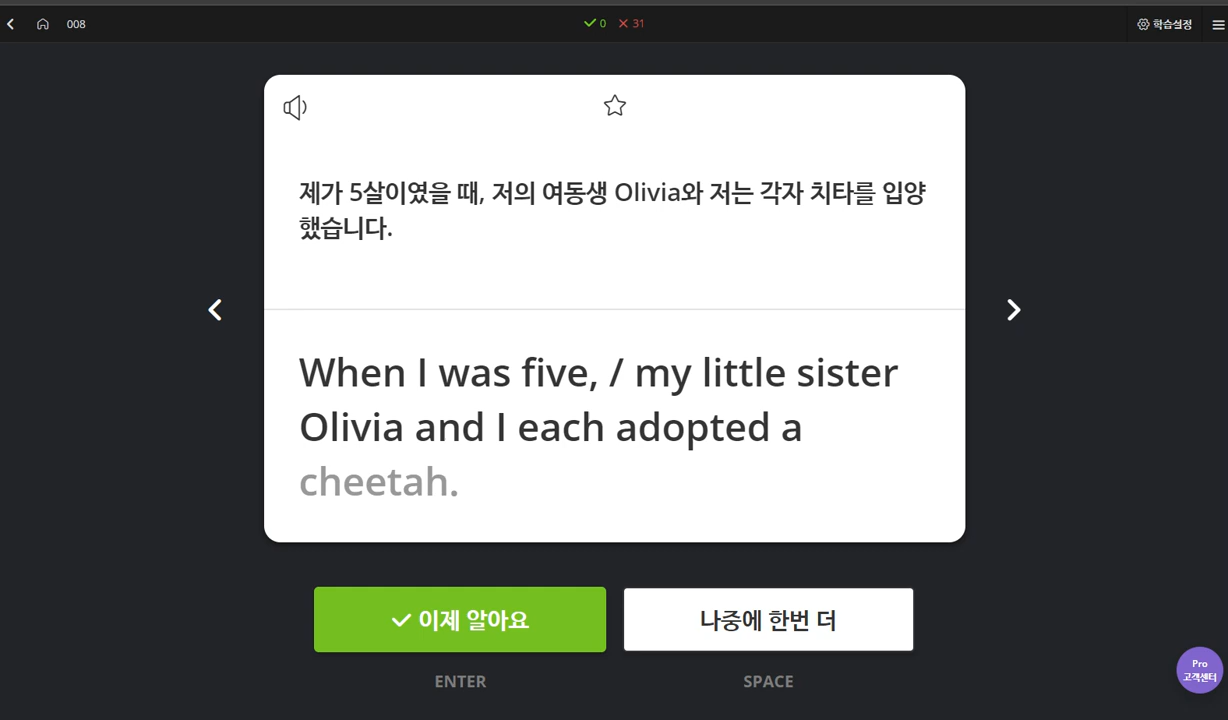 008
0 31
학습설정
제가 5살이였을 때, 저의 여동생 Olivia와 저는 각자 치타를 입양
했습니다.
When I was five, / my little sister
Olivia and I each adopted a
cheetah.
이제 알아요
나중에 한번 더
ENTER
SPACE
Pro
고객센터